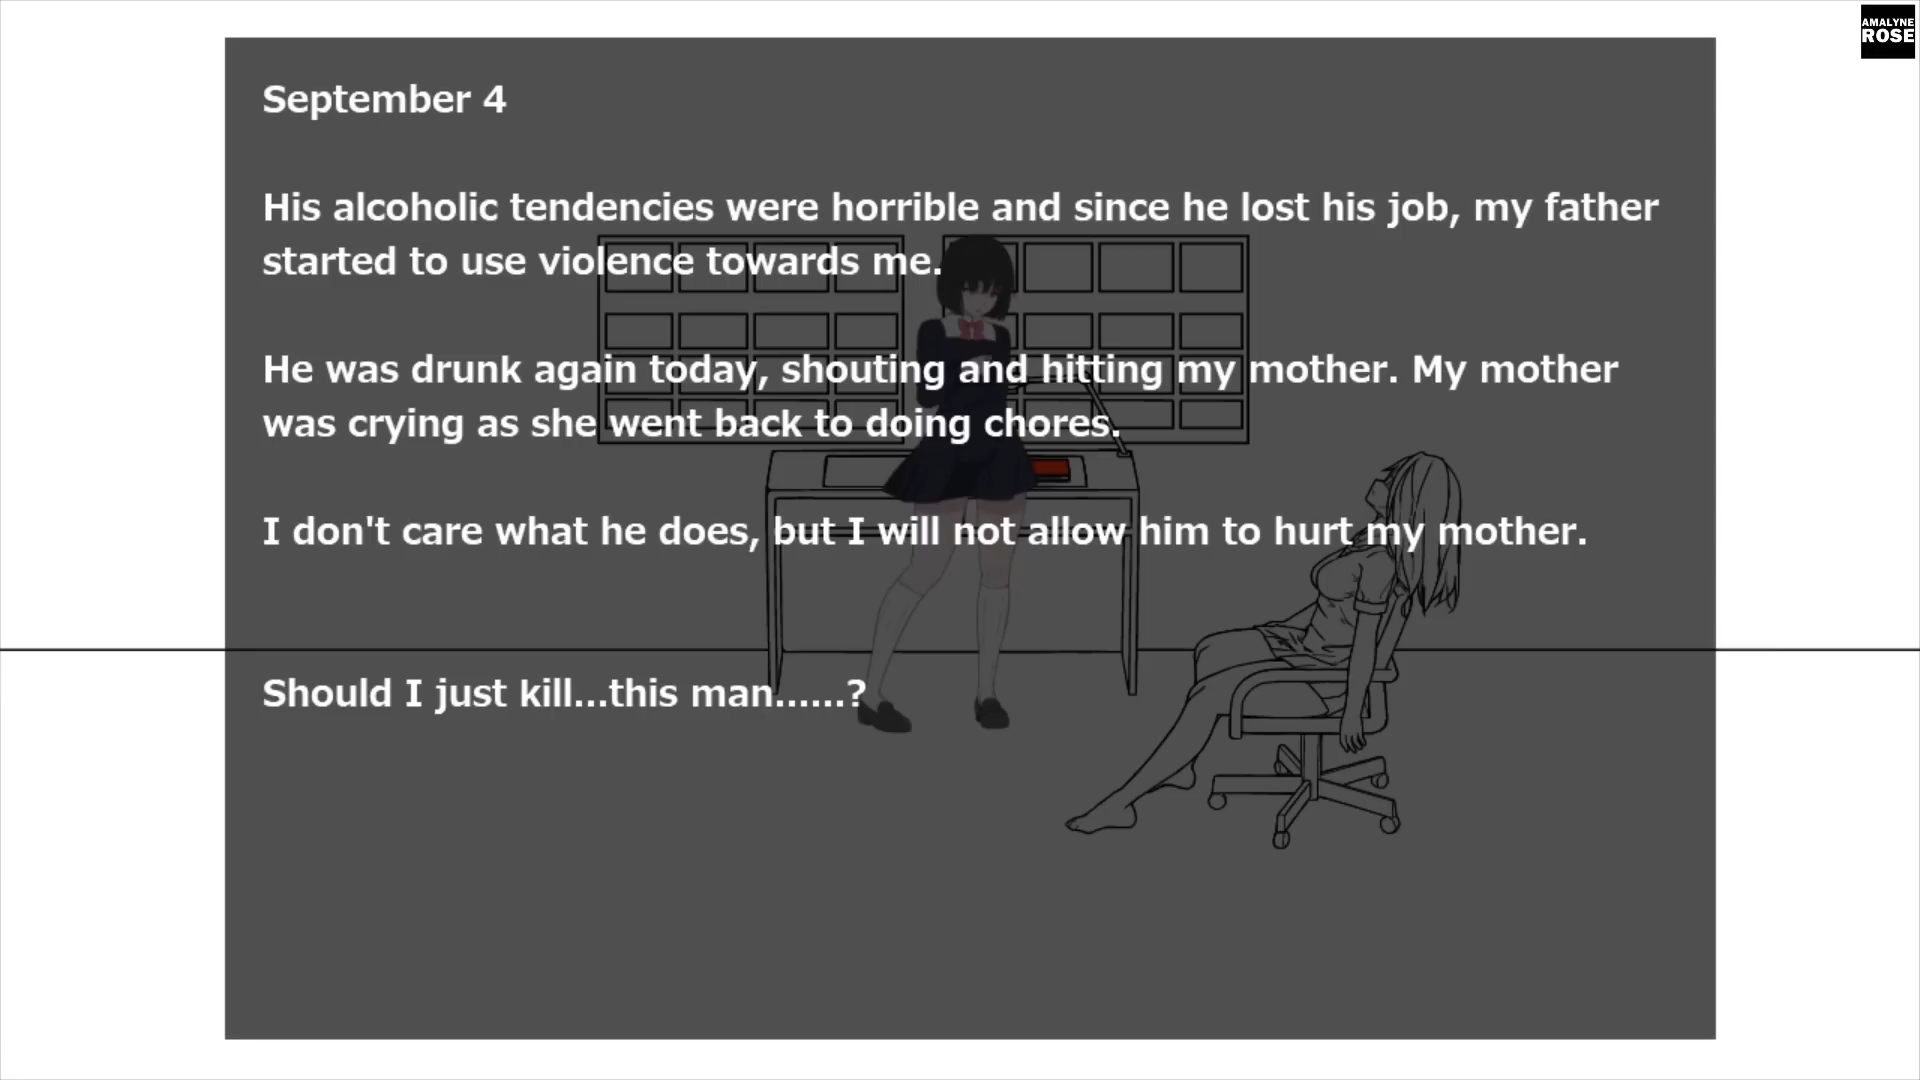 AMALYNE
ROSE
September 4
His alcoholic tendencies were horrible and since he lost his job, my father
started to use violence towards me.
He was drunk again today, shouting and hitting my mother. My mother
was crying as she went back to doing chores.
I don't care what he does, but I will not allow him to hurt my mother.
Should I just kill...this man......?